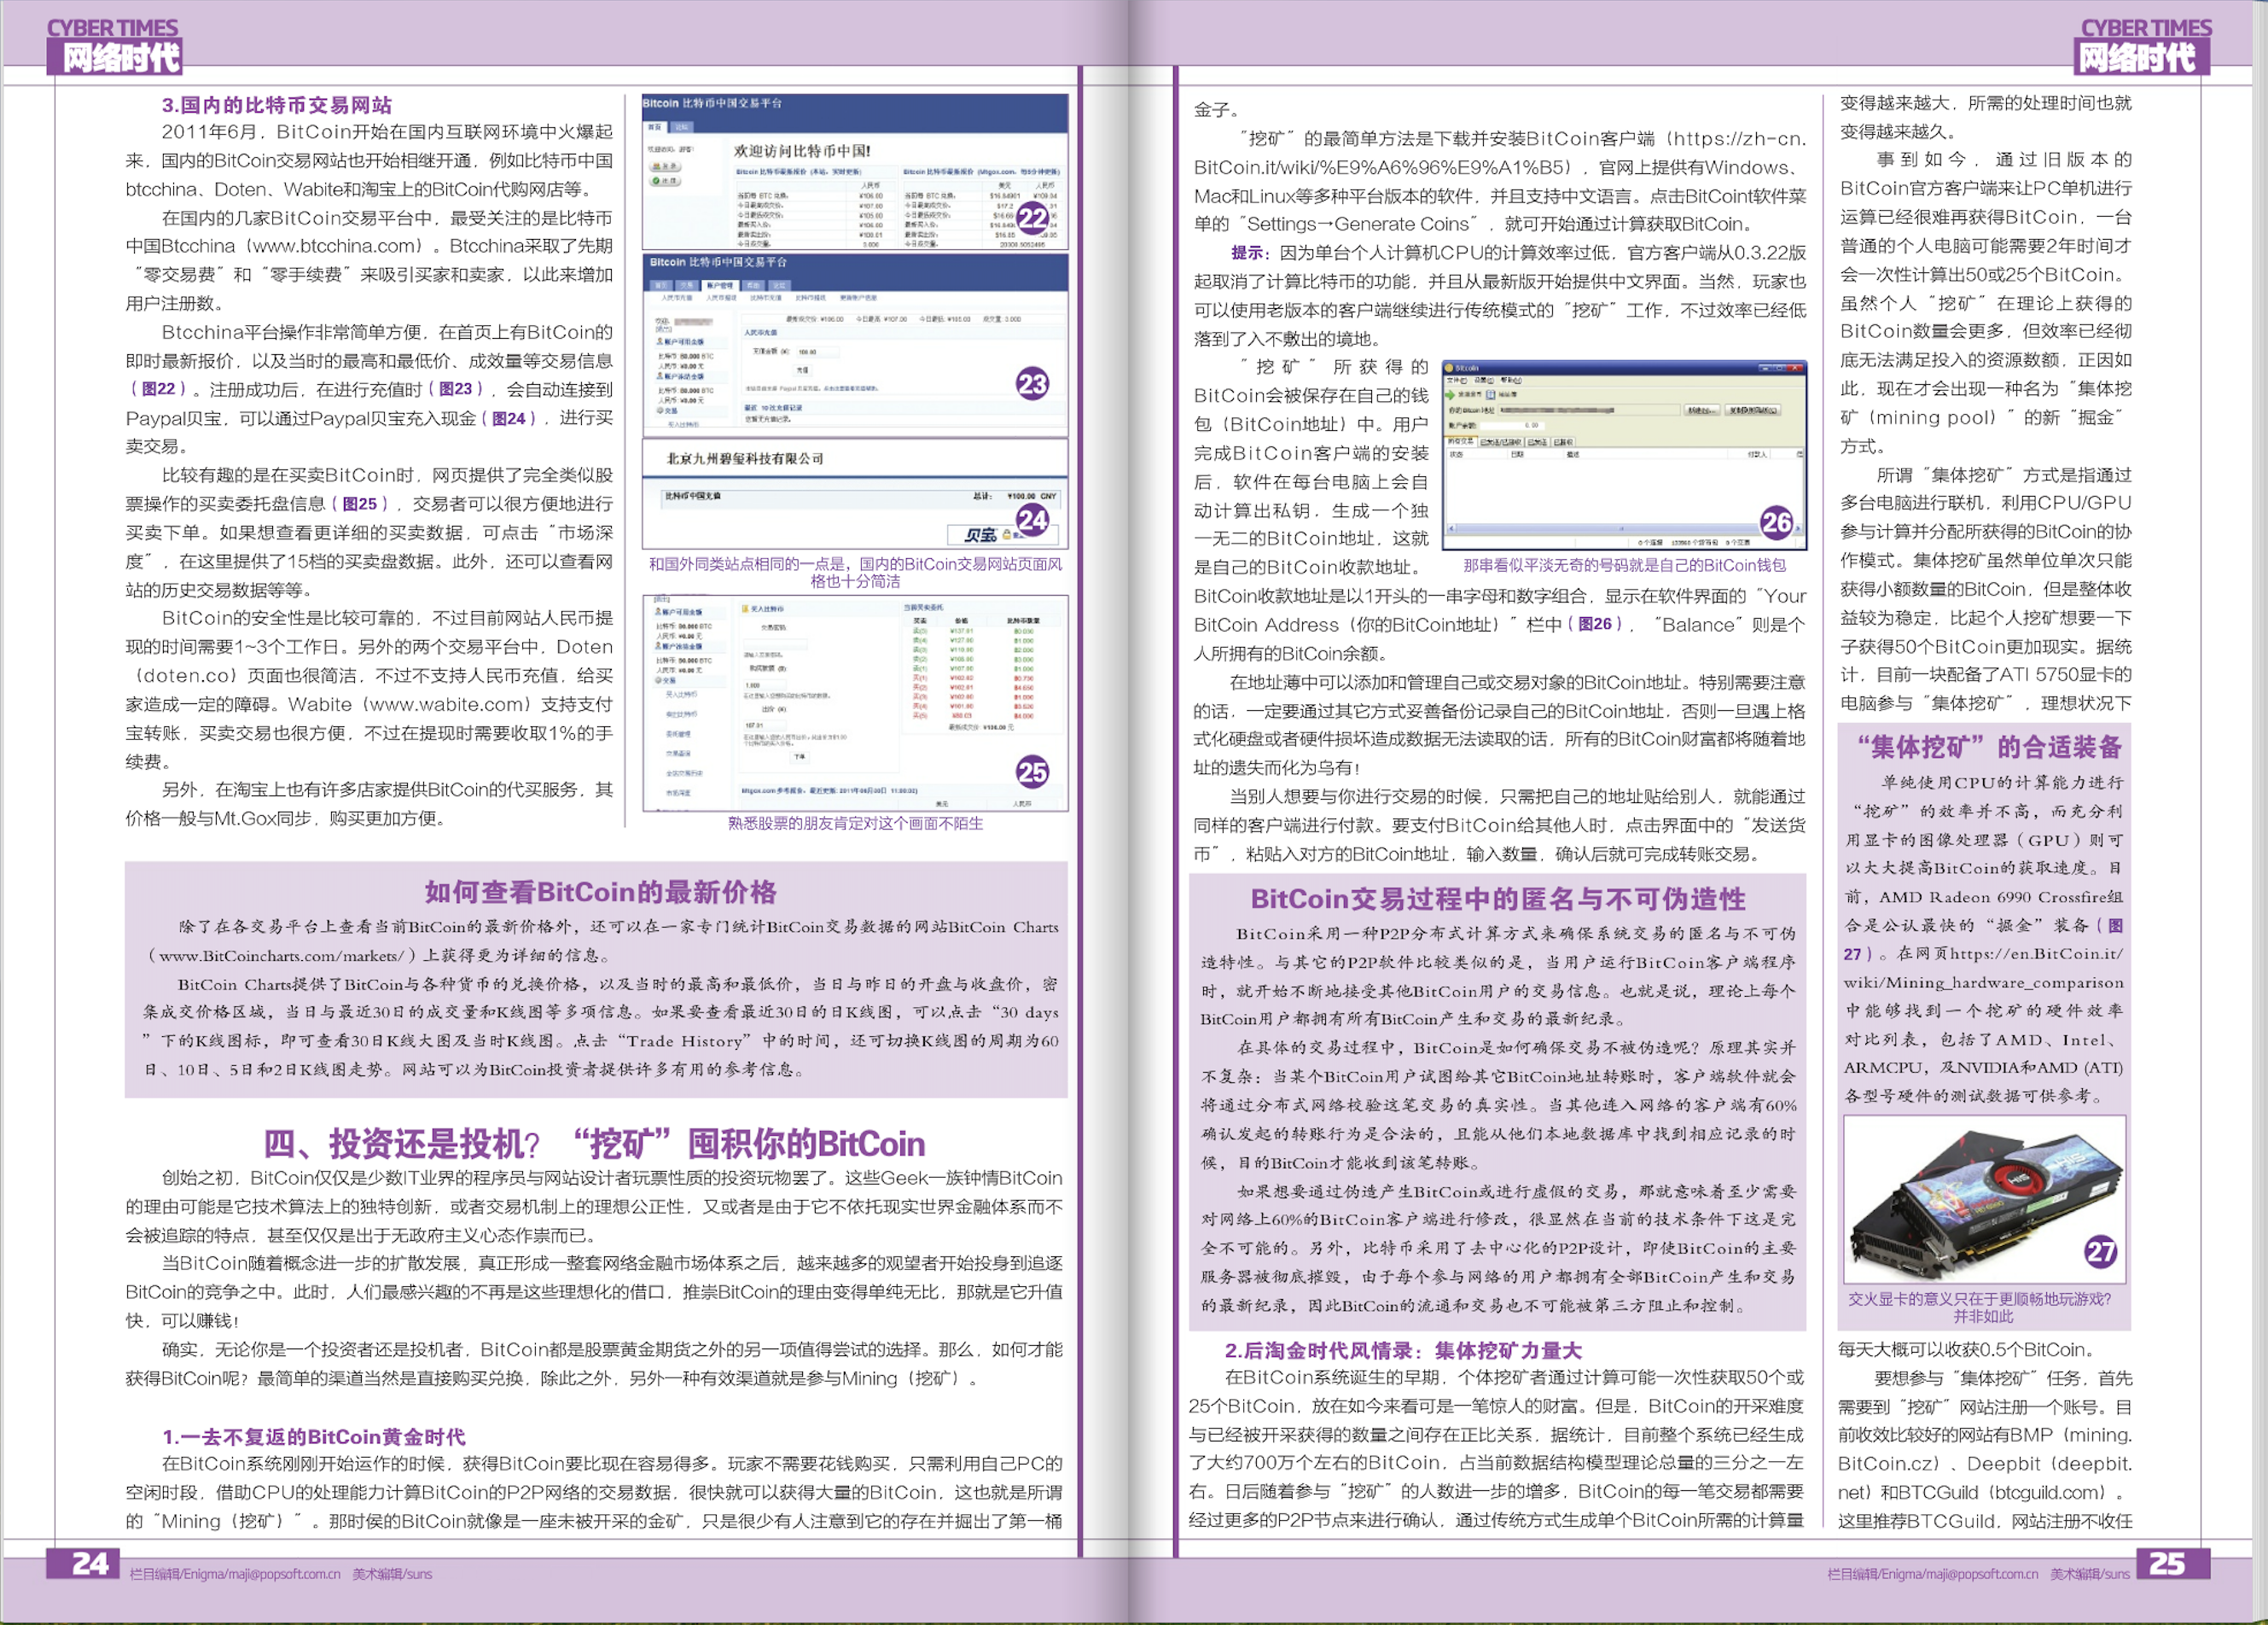 CYBER TIMES
网络时代
3.国内的比特币交易网站
2011年6月，BitCoin开始在国内互联网环境中火爆起
来，国内的BitCoin交易网站也开始相继开通，例如比特币中国
btcchina、Doten、Wabite和淘宝上的BitCoin代购网店等。
在国内的几家BitCoin交易平台中，最受关注的是比特币
中国Btcchina（www.btcchina.com）。Btcchina采取了先期
“零交易费”和“零手续费”来吸引买家和卖家，以此来增加
用户注册数。
Btcchina平台操作非常简单方便，在首页上有BitCoin的
即时最新报价，以及当时的最高和最低价、成效量等交易信息
（图22）。注册成功后，在进行充值时（图23），会自动连接到
Paypal贝宝，可以通过Paypal贝宝充入现金（图24），进行买
卖交易。
比较有趣的是在买卖BitCoin时，网页提供了完全类似股
票操作的买卖委托盘信息（图25），交易者可以很方便地进行
买卖下单。如果想查看更详细的买卖数据，可点击“市场深
度”，在这里提供了15档的买卖盘数据。此外，还可以查看网
站的历史交易数据等等。
BitCoin的安全性是比较可靠的，不过目前网站人民币提
现的时间需要1~3个工作日。另外的两个交易平台中，Doten
（doten.co）页面也很简洁，不过不支持人民币充值，给买
家造成一定的障碍。Wabite（www.wabite.com）支持支付
宝转账，买卖交易也很方便，不过在提现时需要收取1%的手
续费。
另外，在淘宝上也有许多店家提供BitCoin的代买服务，其
价格一般与Mt.Gox同步，购买更加方便。
Bitcoin 比特币中国交易平台
首页 论坛
欢迎访问比特币中国!
22
Bitcoin 比特币中国交易平台
人民币充值
23
北京九州碧玺科技有限公司
比特币中国充值 总计： ¥100.00 CNY
贝宝
24
和国外同类站点相同的一点是，国内的BitCoin交易网站页面风
格也十分简洁
买入比特币
25
熟悉股票的朋友肯定对这个画面不陌生
如何查看BitCoin的最新价格
除了在各交易平台上查看当前BitCoin的最新价格外，还可以在一家专门统计BitCoin交易数据的网站BitCoin Charts
（www.BitCoincharts.com/markets/）上获得更为详细的信息。
BitCoin Charts提供了BitCoin与各种货币的兑换价格，以及当时的最高和最低价，当日与昨日的开盘与收盘价，密
集成交价格区域，当日与最近30日的成交量和K线图等多项信息。如果要查看最近30日的日K线图，可以点击“30 days
”下的K线图标，即可查看30日K线大图及当时K线图。点击“Trade History”中的时间，还可切换K线图的周期为60
日、10日、5日和2日K线图走势。网站可以为BitCoin投资者提供许多有用的参考信息。
四、投资还是投机？“挖矿”囤积你的BitCoin
创始之初，BitCoin仅仅是少数IT业界的程序员与网站设计者玩票性质的投资玩物罢了。这些Geek一族钟情BitCoin
的理由可能是它技术算法上的独特创新，或者交易机制上的理想公正性，又或者是由于它不依托现实世界金融体系而不
会被追踪的特点，甚至仅仅是出于无政府主义心态作祟而已。
当BitCoin随着概念进一步的扩散发展，真正形成一整套网络金融市场体系之后，越来越多的观望者开始投身到追逐
BitCoin的竞争之中。此时，人们最感兴趣的不再是这些理想化的借口，推崇BitCoin的理由变得单纯无比，那就是它升值
快，可以赚钱！
确实，无论你是一个投资者还是投机者，BitCoin都是股票黄金期货之外的另一项值得尝试的选择。那么，如何才能
获得BitCoin呢？最简单的渠道当然是直接购买兑换，除此之外，另外一种有效渠道就是参与Mining（挖矿）。
1.一去不复返的BitCoin黄金时代
在BitCoin系统刚刚开始运作的时候，获得BitCoin要比现在容易得多。玩家不需要花钱购买，只需利用自己PC的
空闲时段，借助CPU的处理能力计算BitCoin的P2P网络的交易数据，很快就可以获得大量的BitCoin，这也就是所谓
的“Mining（挖矿）”。那时侯的BitCoin就像是一座未被开采的金矿，只是很少有人注意到它的存在并掘出了第一桶
24
栏目编辑/Enigma/maji@popsoft.com.cn 美术编辑/suns
CYBER TIMES
网络时代
金子。
“挖矿”的最简单方法是下载并安装BitCoin客户端（https://zh-cn.
BitCoin.it/wiki/%E9%A6%96%E9%A1%B5），官网上提供有Windows、
Mac和Linux等多种平台版本的软件，并且支持中文语言。点击BitCoint软件菜
单的“Settings→Generate Coins”，就可开始通过计算获取BitCoin。
提示：因为单台个人计算机CPU的计算效率过低，官方客户端从0.3.22版
起取消了计算比特币的功能，并且从最新版开始提供中文界面。当然，玩家也
可以使用老版本的客户端继续进行传统模式的“挖矿”工作，不过效率已经低
落到了入不敷出的境地。
“挖矿”所获得的
BitCoin会被保存在自己的钱
包（BitCoin地址）中。用户
完成BitCoin客户端的安装
后，软件在每台电脑上会自
动计算出私钥，生成一个独
一无二的BitCoin地址，这就
是自己的BitCoin收款地址。
BitCoin收款地址是以1开头的一串字母和数字组合，显示在软件界面的“Your
BitCoin Address（你的BitCoin地址）”栏中（图26），“Balance”则是个
人所拥有的BitCoin余额。
Bitcoin
26
那串看似平淡无奇的号码就是自己的BitCoin钱包
在地址薄中可以添加和管理自己或交易对象的BitCoin地址。特别需要注意
的话，一定要通过其它方式妥善备份记录自己的BitCoin地址，否则一旦遇上格
式化硬盘或者硬件损坏造成数据无法读取的话，所有的BitCoin财富都将随着地
址的遗失而化为乌有！
当别人想要与你进行交易的时候，只需把自己的地址贴给别人，就能通过
同样的客户端进行付款。要支付BitCoin给其他人时，点击界面中的“发送货
币”，粘贴入对方的BitCoin地址，输入数量，确认后就可完成转账交易。
BitCoin交易过程中的匿名与不可伪造性
BitCoin采用一种P2P分布式计算方式来确保系统交易的匿名与不可伪
造特性。与其它的P2P软件比较类似的是，当用户运行BitCoin客户端程序
时，就开始不断地接受其他BitCoin用户的交易信息。也就是说，理论上每个
BitCoin用户都拥有所有BitCoin产生和交易的最新纪录。
在具体的交易过程中，BitCoin是如何确保交易不被伪造呢？原理其实并
不复杂：当某个BitCoin用户试图给其它BitCoin地址转账时，客户端软件就会
将通过分布式网络校验这笔交易的真实性。当其他连入网络的客户端有60%
确认发起的转账行为是合法的，且能从他们本地数据库中找到相应记录的时
候，目的BitCoin才能收到该笔转账。
如果想要通过伪造产生BitCoin或进行虚假的交易，那就意味着至少需要
对网络上60%的BitCoin客户端进行修改，很显然在当前的技术条件下这是完
全不可能的。另外，比特币采用了去中心化的P2P设计，即使BitCoin的主要
服务器被彻底摧毁，由于每个参与网络的用户都拥有全部BitCoin产生和交易
的最新纪录，因此BitCoin的流通和交易也不可能被第三方阻止和控制。
2.后淘金时代风情录：集体挖矿力量大
在BitCoin系统诞生的早期，个体挖矿者通过计算可能一次性获取50个或
25个BitCoin，放在如今来看可是一笔惊人的财富。但是，BitCoin的开采难度
与已经被开采获得的数量之间存在正比关系，据统计，目前整个系统已经生成
了大约700万个左右的BitCoin，占当前数据结构模型理论总量的三分之一左
右。日后随着参与“挖矿”的人数进一步的增多，BitCoin的每一笔交易都需要
经过更多的P2P节点来进行确认，通过传统方式生成单个BitCoin所需的计算量
变得越来越大，所需的处理时间也就
变得越来越久。
事到如今，通过旧版本的
BitCoin官方客户端来让PC单机进行
运算已经很难再获得BitCoin，一台
普通的个人电脑可能需要2年时间才
会一次性计算出50或25个BitCoin。
虽然个人“挖矿”在理论上获得的
BitCoin数量会更多，但效率已经彻
底无法满足投入的资源数额，正因如
此，现在才会出现一种名为“集体挖
矿（mining pool）”的新“掘金”
方式。
所谓“集体挖矿”方式是指通过
多台电脑进行联机，利用CPU/GPU
参与计算并分配所获得的BitCoin的协
作模式。集体挖矿虽然单位单次只能
获得小额数量的BitCoin，但是整体收
益较为稳定，比起个人挖矿想要一下
子获得50个BitCoin更加现实。据统
计，目前一块配备了ATI 5750显卡的
电脑参与“集体挖矿”，理想状况下
“集体挖矿”的合适装备
单纯使用CPU的计算能力进行
“挖矿”的效率并不高，而充分利
用显卡的图像处理器（GPU）则可
以大大提高BitCoin的获取速度。目
前，AMD Radeon 6990 Crossfire组
合是公认最快的“掘金”装备（图
27）。在网页https://en.BitCoin.it/
wiki/Mining_hardware_comparison
中能够找到一个挖矿的硬件效率
对比列表，包括了AMD、Intel、
ARMCPU，及NVIDIA和AMD (ATI)
各型号硬件的测试数据可供参考。
27
交火显卡的意义只在于更顺畅地玩游戏？
并非如此
每天大概可以收获0.5个BitCoin。
要想参与“集体挖矿”任务，首先
需要到“挖矿”网站注册一个账号。目
前收效比较好的网站有BMP（mining.
BitCoin.cz）、Deepbit（deepbit.
net）和BTCGuild（btcguild.com）。
这里推荐BTCGuild，网站注册不收任
栏目编辑/Enigma/maji@popsoft.com.cn 美术编辑/suns
25